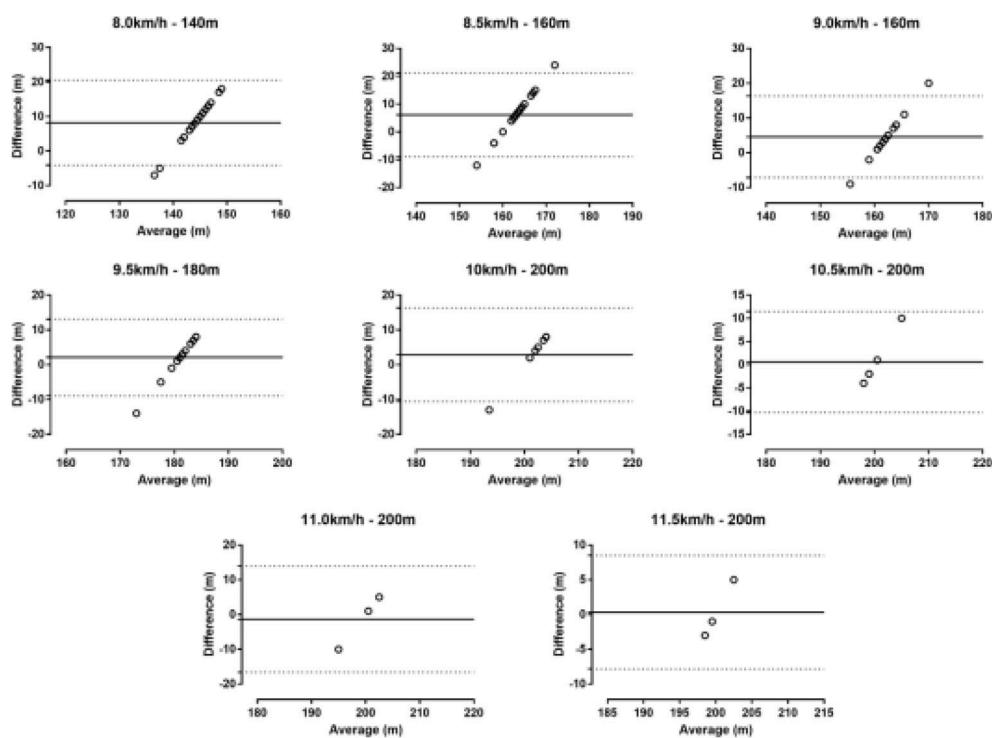 8.0km/h - 140m
Difference (m)
30
20
10
0
-10
120 130 140 150 160
Average (m)
8.5km/h - 160m
Difference (m)
30
20
10
0
-10
-20
140 150 160 170 180 190
Average (m)
9.0km/h - 160m
Difference (m)
30
20
10
0
-10
140 150 160 170 180
Average (m)
9.5km/h - 180m
Difference (m)
20
10
0
-10
-20
160 170 180 190 200
Average (m)
10km/h - 200m
Difference (m)
20
10
0
-10
-20
180 190 200 210 220
Average (m)
10.5km/h - 200m
Difference (m)
15
10
5
0
-5
-10
-15
180 190 200 210 220
Average (m)
11.0km/h - 200m
Difference (m)
20
10
0
-10
-20
180 190 200 210 220
Average (m)
11.5km/h - 200m
Difference (m)
10
5
0
-5
-10
185 190 195 200 205 210 215
Average (m)